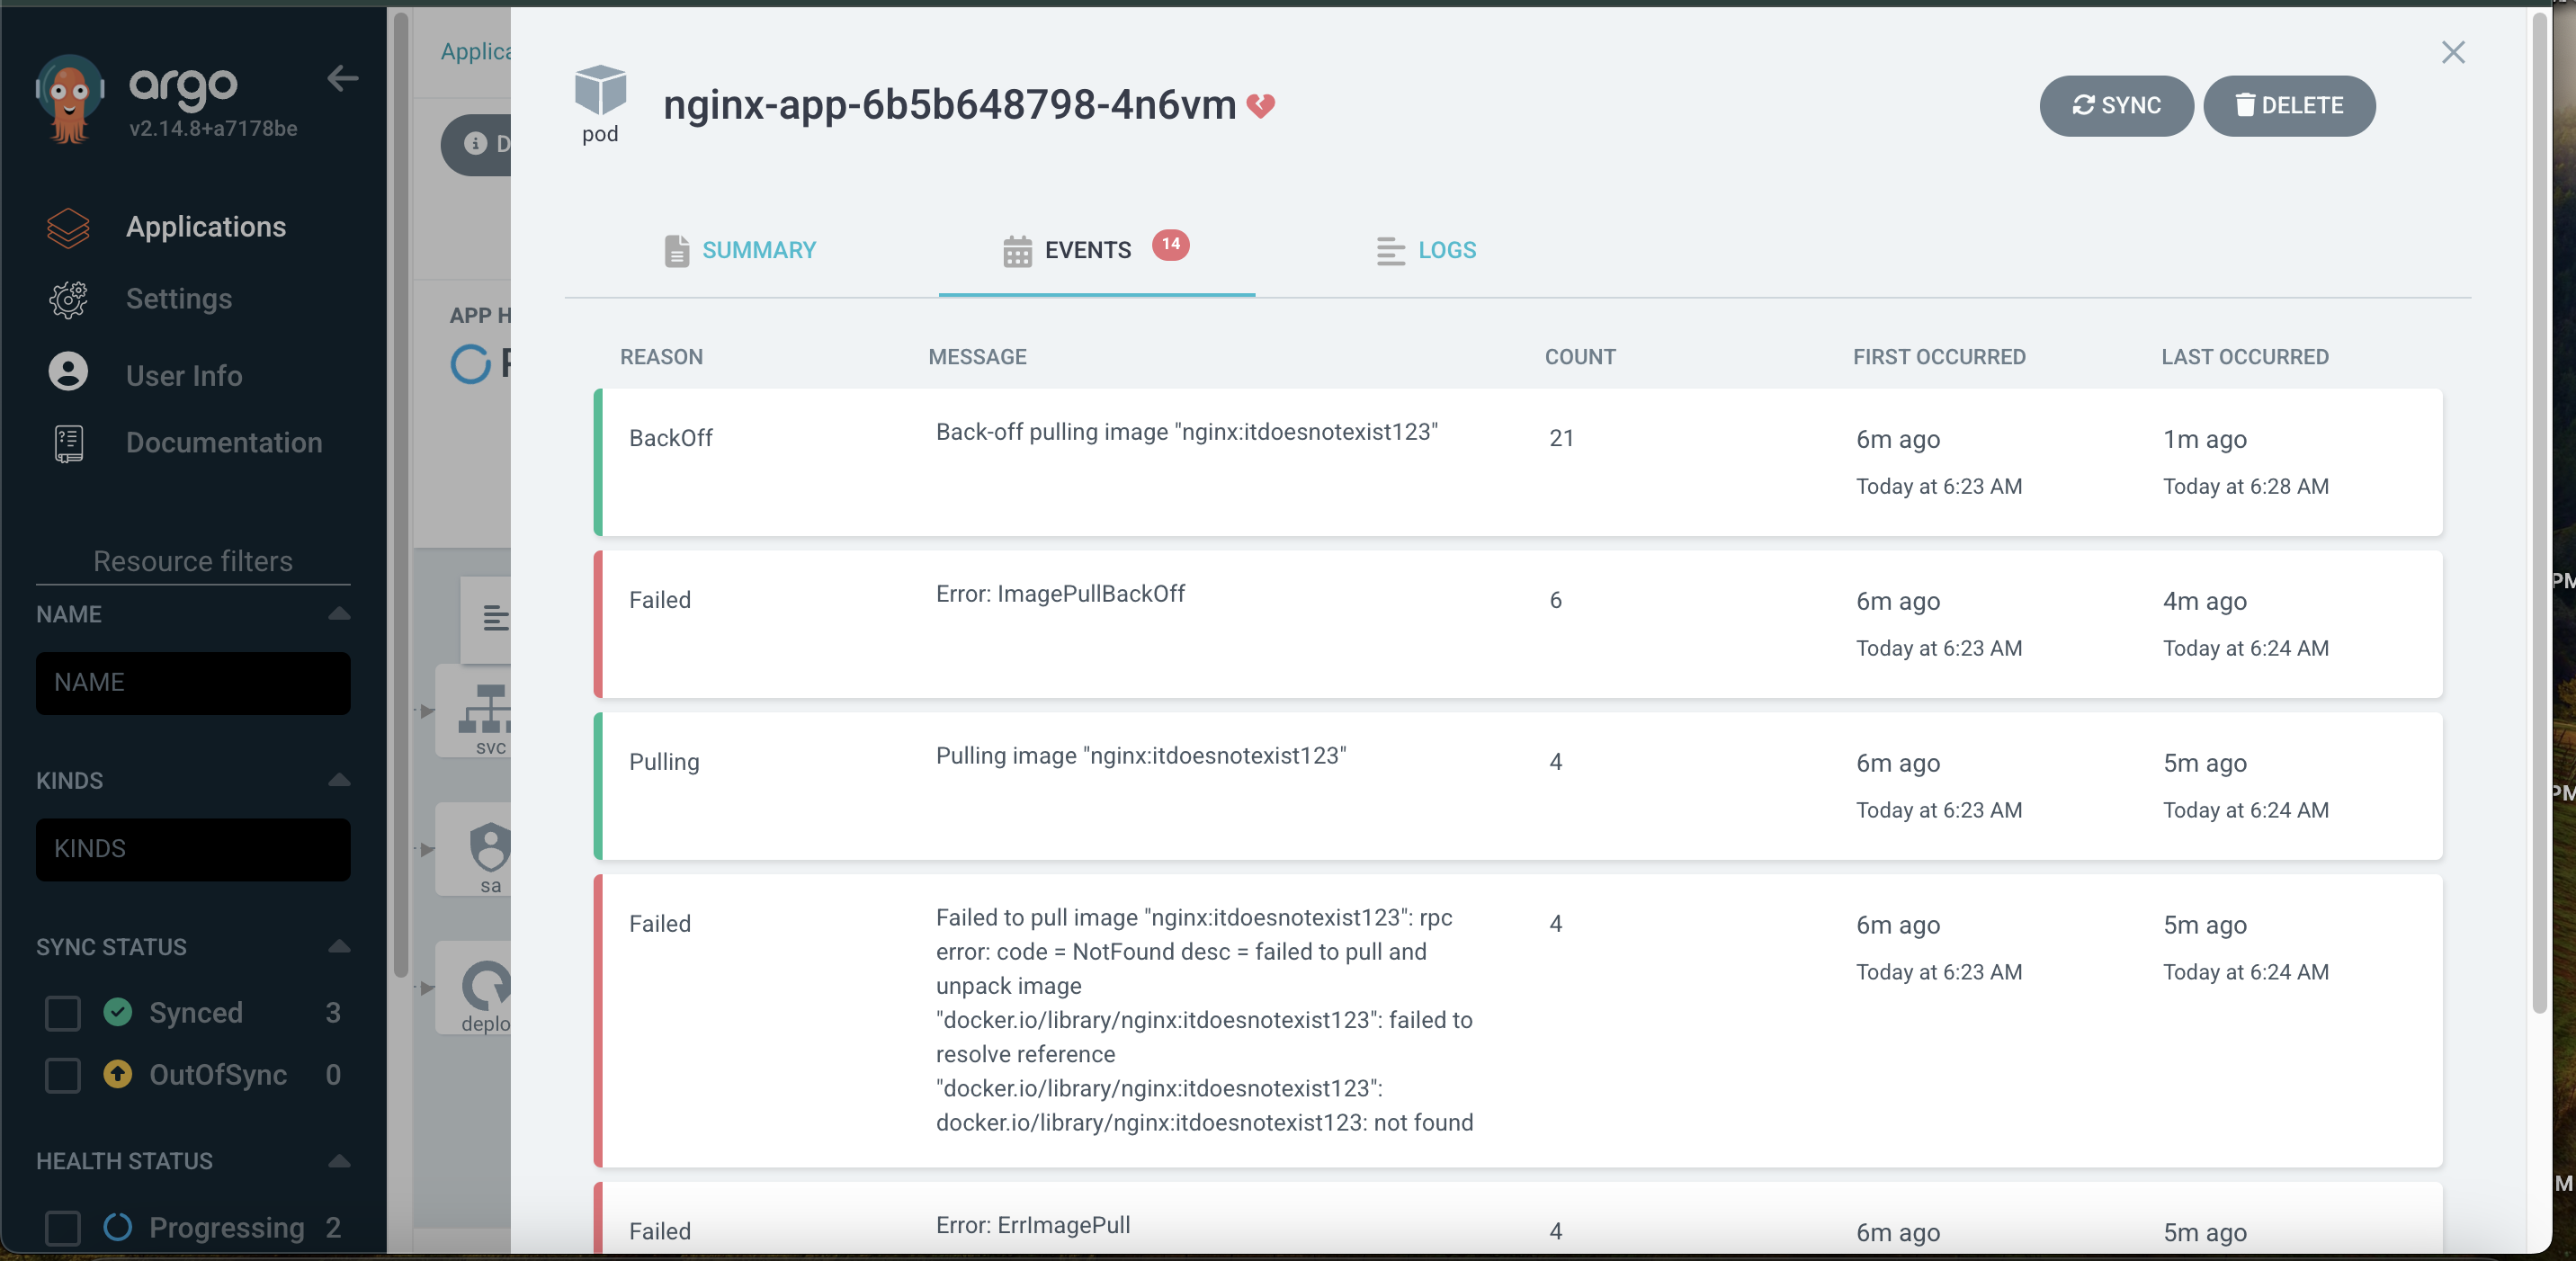 argo
v2.14.8+a7178be
Applications
Settings
User Info
Documentation
Resource filters
NAME
NAME
KINDS
KINDS
SYNC STATUS
Synced 3
OutOfSync 0
HEALTH STATUS
Progressing 2
Applica
D
APP H
svc
sa
deplo
pod
nginx-app-6b5b648798-4n6vm
SYNC
DELETE
SUMMARY
EVENTS 14
LOGS
REASON MESSAGE COUNT FIRST OCCURRED LAST OCCURRED
BackOff Back-off pulling image "nginx:itdoesnotexist123" 21 6m ago 1m ago
Today at 6:23 AM Today at 6:28 AM
Failed Error: ImagePullBackOff 6 6m ago 4m ago
Today at 6:23 AM Today at 6:24 AM
Pulling Pulling image "nginx:itdoesnotexist123" 4 6m ago 5m ago
Today at 6:23 AM Today at 6:24 AM
Failed Failed to pull image "nginx:itdoesnotexist123": rpc 4 6m ago 5m ago
error: code = NotFound desc = failed to pull and
Today at 6:23 AM Today at 6:24 AM
unpack image
"docker.io/library/nginx:itdoesnotexist123": failed to
resolve reference
"docker.io/library/nginx:itdoesnotexist123":
docker.io/library/nginx:itdoesnotexist123: not found
Failed Error: ErrImagePull 4 6m ago 5m ago
PM
PM